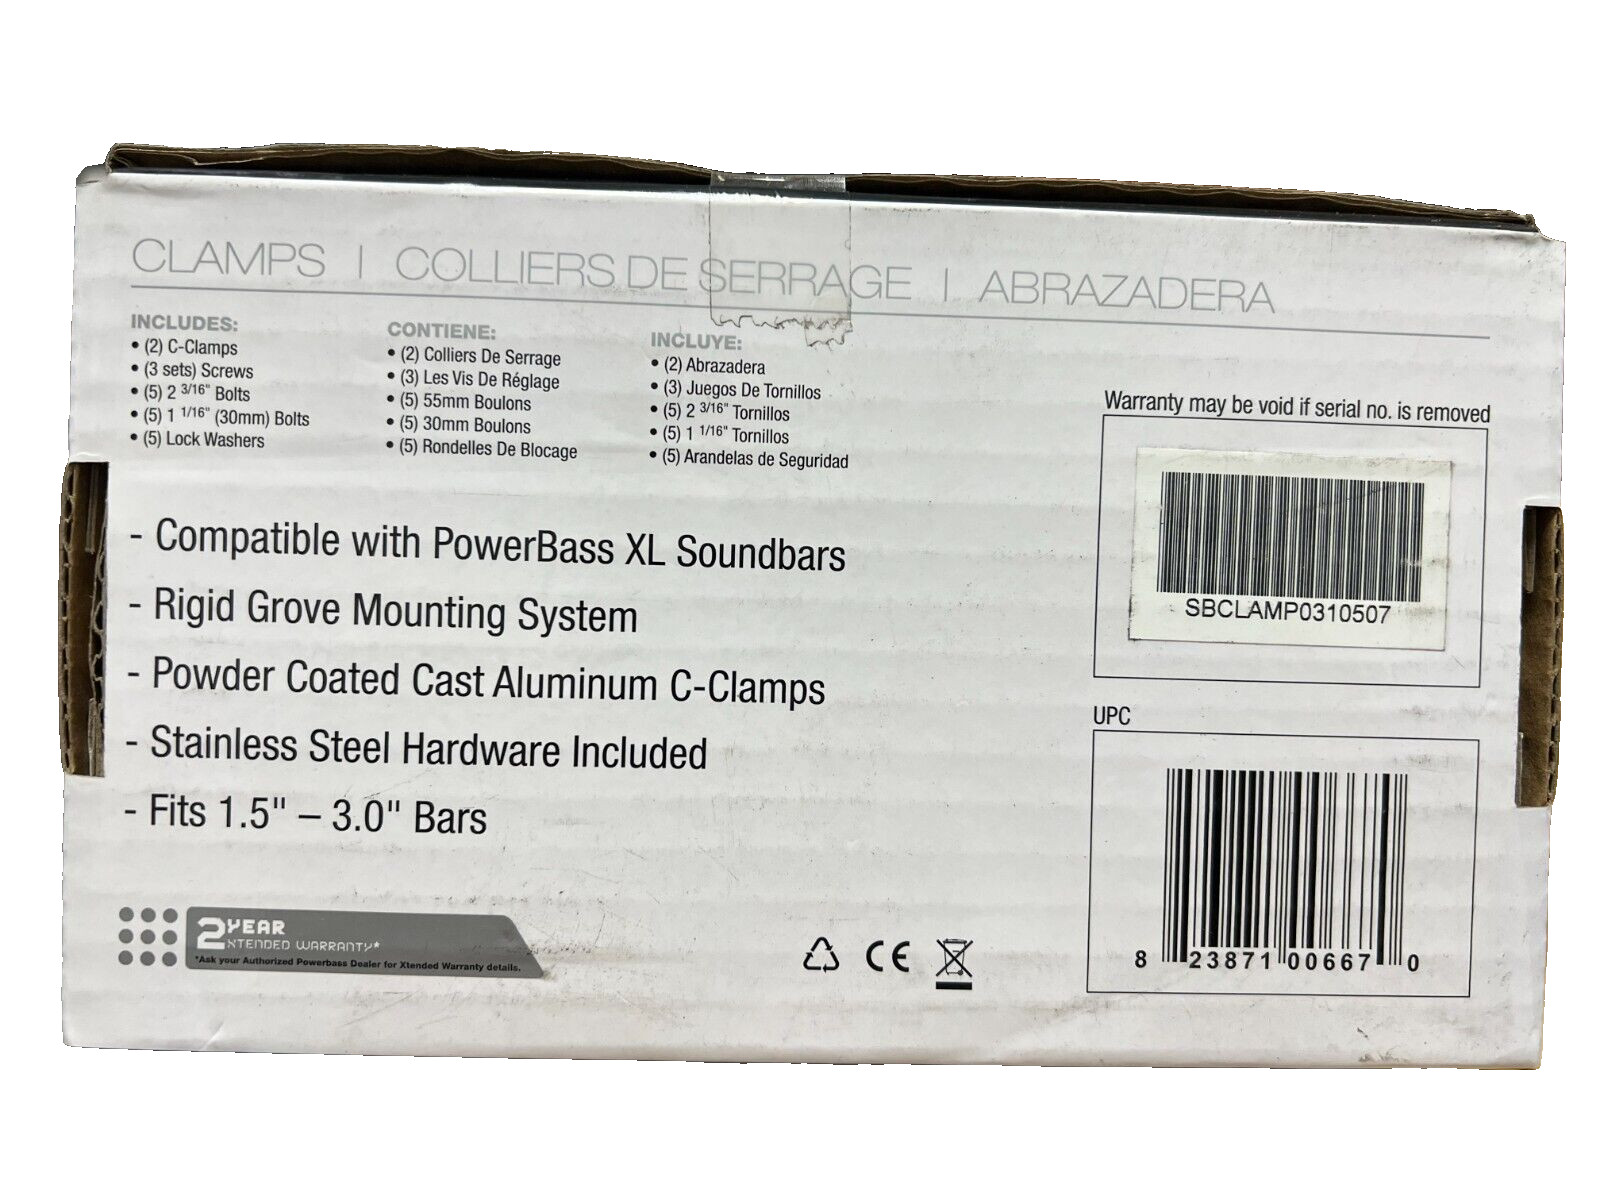 CLAMPS | COLLIERS DE SERRAGE | ABRAZADERA
INCLUDES:
• (2) C-Clamps
• (3 sets) Screws
• (5) 2 3/16" Bolts
• (5) 1 1/16" (30mm) Bolts
• (5) Lock Washers
CONTIENE:
• (2) Colliers De Serrage
• (3) Les Vis De Réglage
• (5) 55mm Boulons
• (5) 30mm Boulons
• (5) Rondelles De Blocage
INCLUYE:
• (2) Abrazadera
• (3) Juegos De Tornillos
• (5) 2 3/16" Tornillos
• (5) 1 1/16" Tornillos
• (5) Arandelas de Seguridad
- Compatible with PowerBass XL Soundbars
- Rigid Grove Mounting System
- Powder Coated Cast Aluminum C-Clamps
- Stainless Steel Hardware Included
- Fits 1.5" – 3.0" Bars
2 YEAR
XTENDED WARRANTY*
*Ask your Authorized Powerbass Dealer for Xtended Warranty details.
CE
Warranty may be void if serial no. is removed
SBCLAMP0310507
UPC
8 23871 00667 0